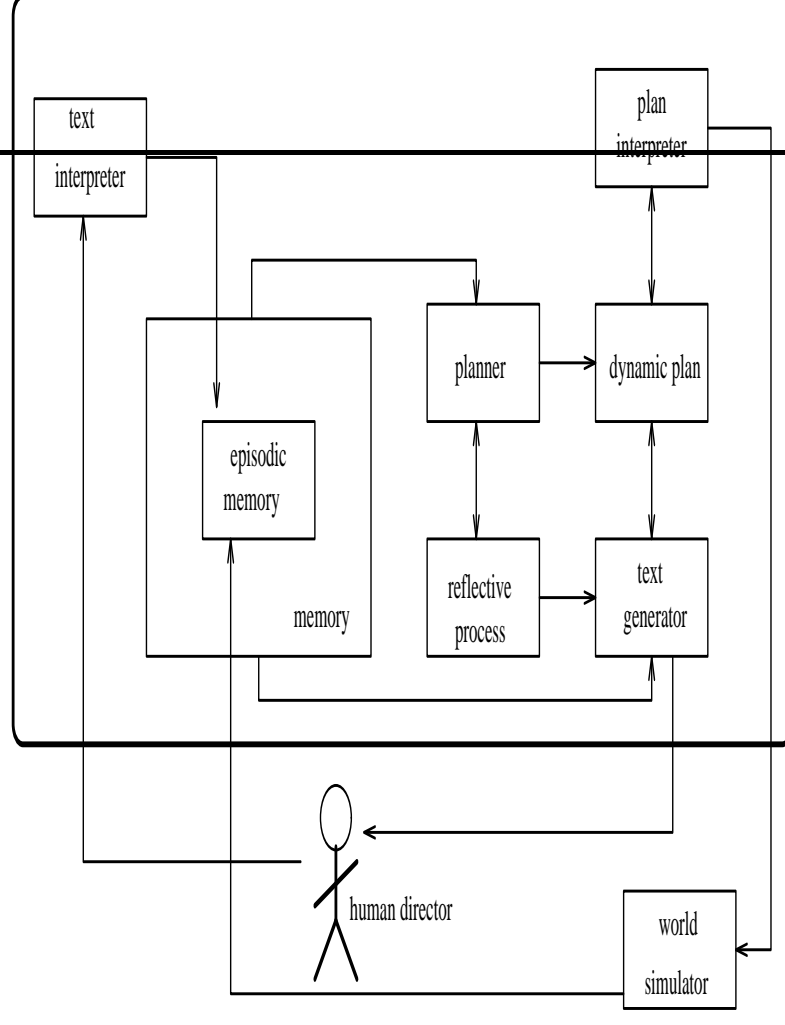 text
interpreter
plan
interpreter
planner
dynamic plan
episodic
memory
memory
reflective
process
text
generator
human director
world
simulator